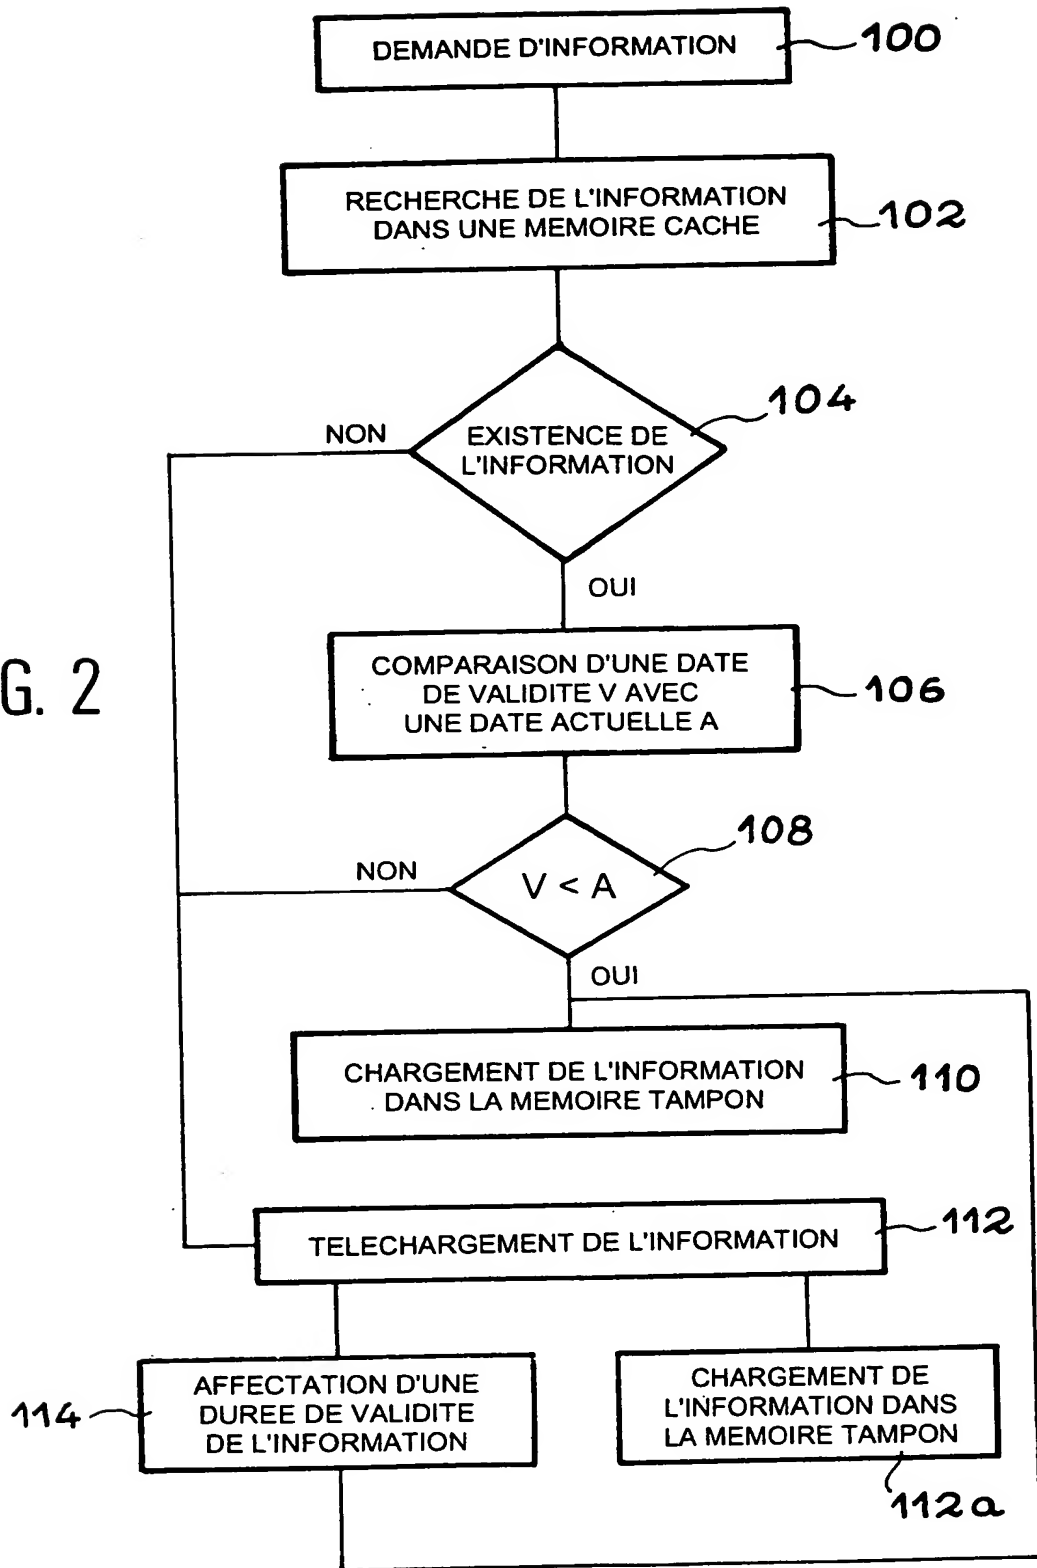 DEMANDE D'INFORMATION
100
RECHERCHE DE L'INFORMATION
DANS UNE MEMOIRE CACHE
102
104
NON
EXISTENCE DE
L'INFORMATION
OUI
G. 2
COMPARAISON D'UNE DATE
DE VALIDITE V AVEC
UNE DATE ACTUELLE A
106
108
NON
V < A
OUI
CHARGEMENT DE L'INFORMATION
DANS LA MEMOIRE TAMPON
110
TELECHARGEMENT DE L'INFORMATION
112
114
AFFECTATION D'UNE
DUREE DE VALIDITE
DE L'INFORMATION
CHARGEMENT DE
L'INFORMATION DANS
LA MEMOIRE TAMPON
112a